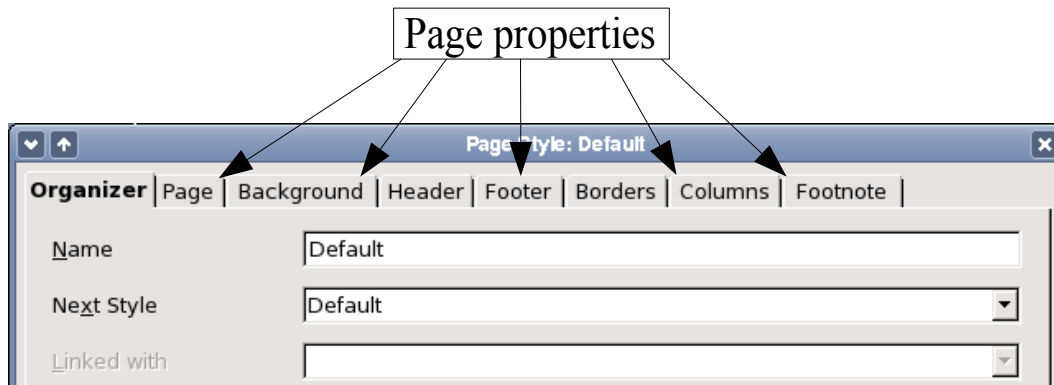 Page properties
Page Style: Default
Organizer Page Background Header Footer Borders Columns Footnote
Name Default
Next Style Default
Linked with